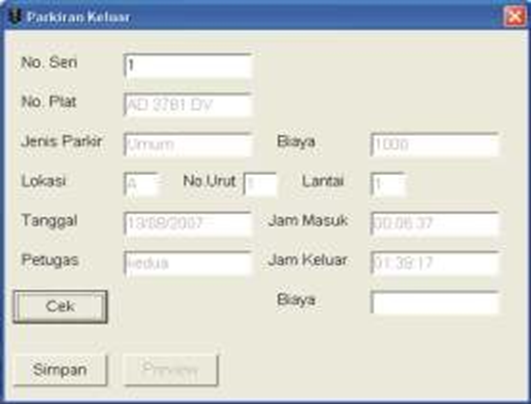 Parkiran Keluar
No. Seri 1
No. Plat AD 3781 DV
Jenis Parkir Umum Biaya 1000
Lokasi A No.Urut 1 Lantai 1
Tanggal 13/08/2007 Jam Masuk 00:06:37
Petugas kedua Jam Keluar 01:39:17
Cek Biaya
Simpan Preview